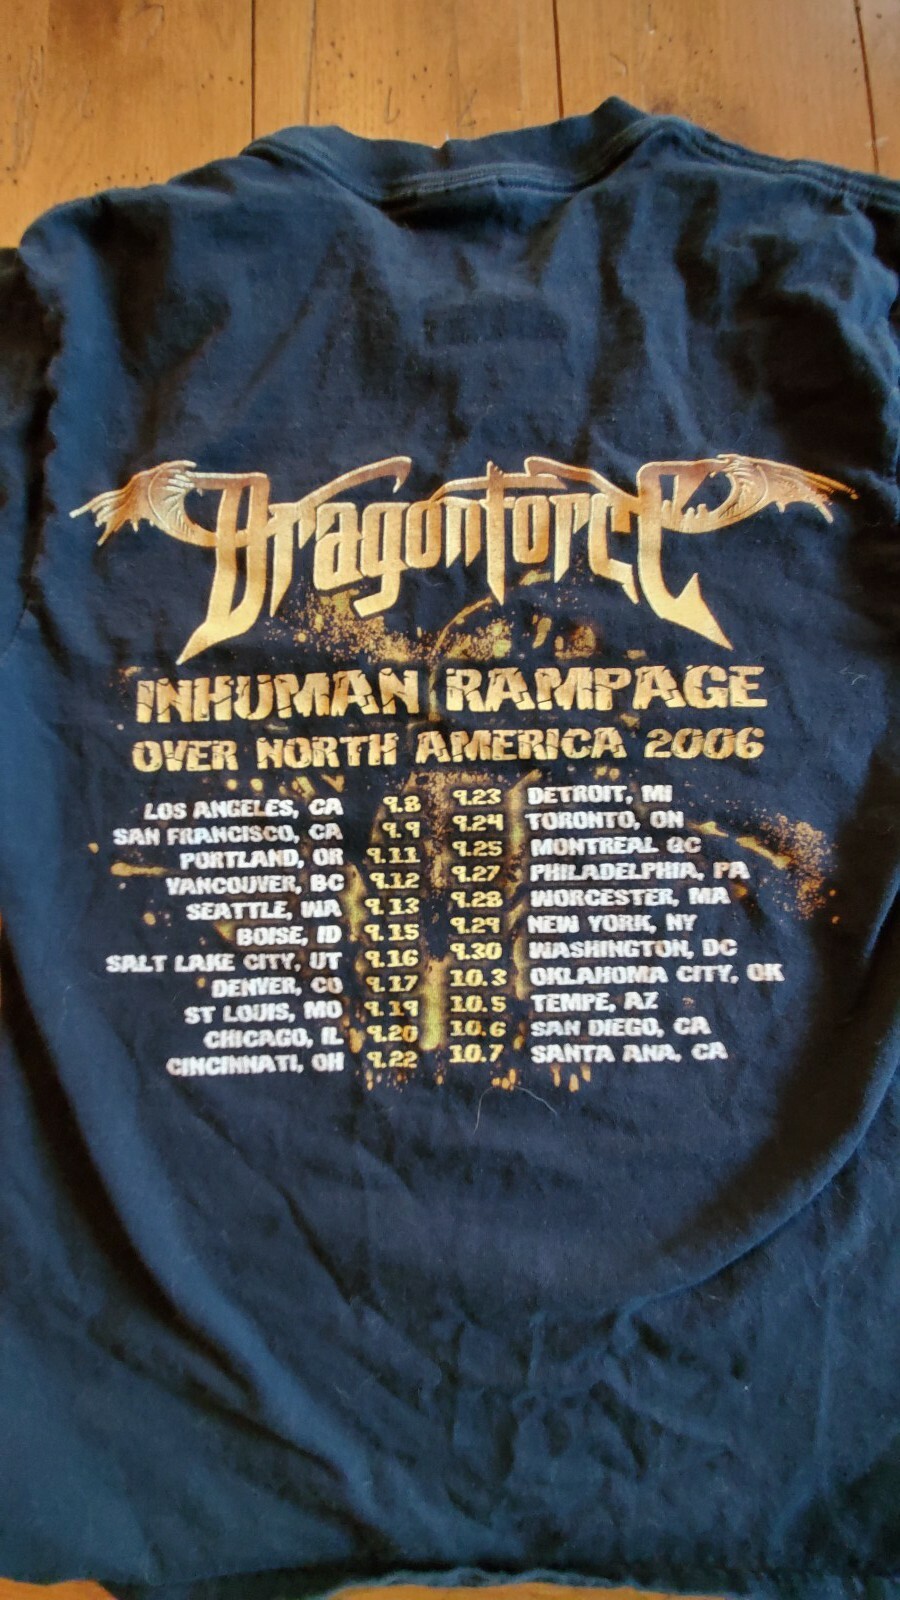 DragonforcE
INHUMAN RAMPAGE
OVER NORTH AMERICA 2006
LOS ANGELES, CA 9.8
SAN FRANCISCO, CA 9.9
PORTLAND, OR 9.11
VANCOUVER, BC 9.12
SEATTLE, WA 9.13
BOISE, ID 9.15
SALT LAKE CITY, UT 9.16
DENVER, CO 9.17
ST LOUIS, MO 9.19
CHICAGO, IL 9.20
CINCINNATI, OH 9.22
9.23 DETROIT, MI
9.24 TORONTO, ON
9.25 MONTREAL QC
9.27 PHILADELPHIA, PA
9.28 WORCESTER, MA
9.29 NEW YORK, NY
9.30 WASHINGTON, DC
10.3 OKLAHOMA CITY, OK
10.5 TEMPE, AZ
10.6 SAN DIEGO, CA
10.7 SANTA ANA, CA